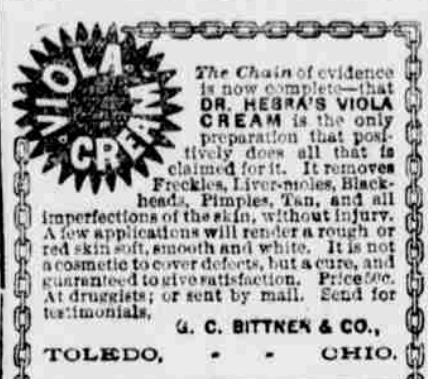 VIOLA
CREAM
The Chain of evidence
is now complete—that
DR. HEBRA'S VIOLA
CREAM is the only
preparation that posi-
tively does all that is
claimed for it. It removes
Freckles, Liver-moles, Black-
heads, Pimples, Tan, and all
imperfections of the skin, without injury.
A few applications will render a rough or
red skin soft, smooth and white. It is not
a cosmetic to cover defects, but a cure, and
guaranteed to give satisfaction. Price 50c.
At druggists; or sent by mail. Send for
testimonials,
G. C. BITTNER & CO.,
TOLEDO, - - OHIO.